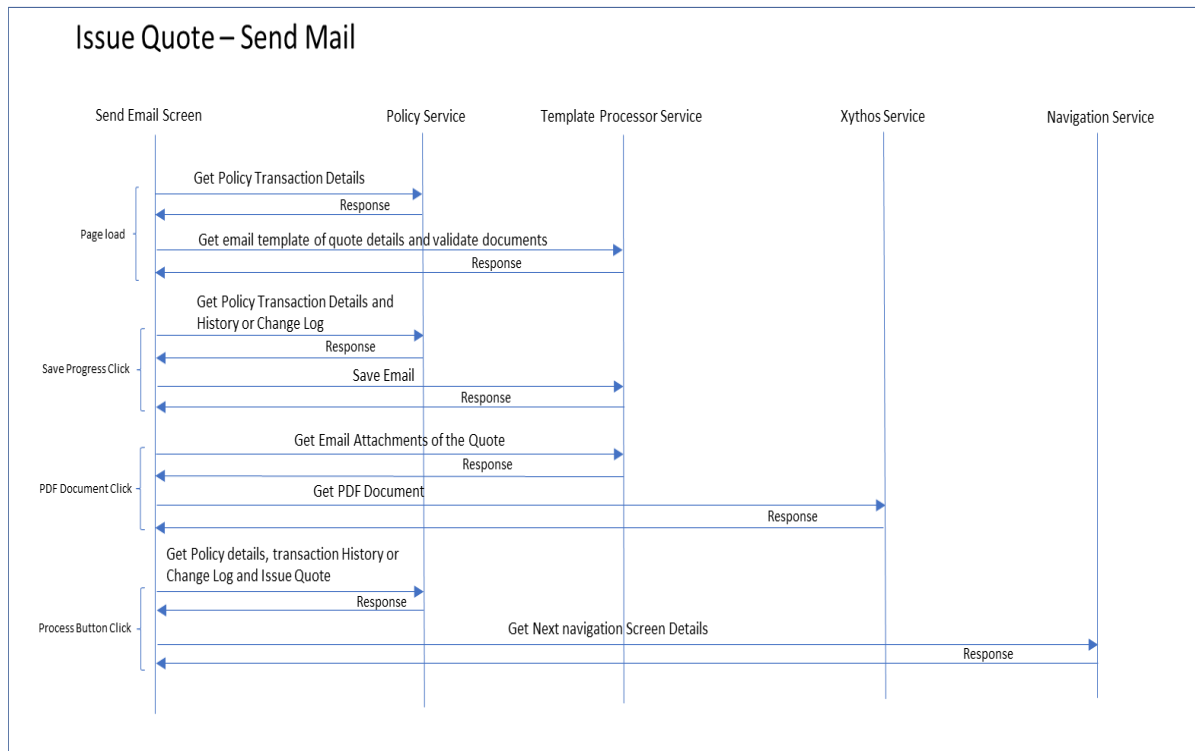 Issue Quote – Send Mail
Send Email Screen
Policy Service
Template Processor Service
Xythos Service
Navigation Service
Get Policy Transaction Details
Response
Page load
Get email template of quote details and validate documents
Response
Get Policy Transaction Details and
History or Change Log
Response
Save Progress Click
Save Email
Response
Get Email Attachments of the Quote
Response
PDF Document Click
Get PDF Document
Response
Get Policy details, transaction History or
Change Log and Issue Quote
Response
Process Button Click
Get Next navigation Screen Details
Response